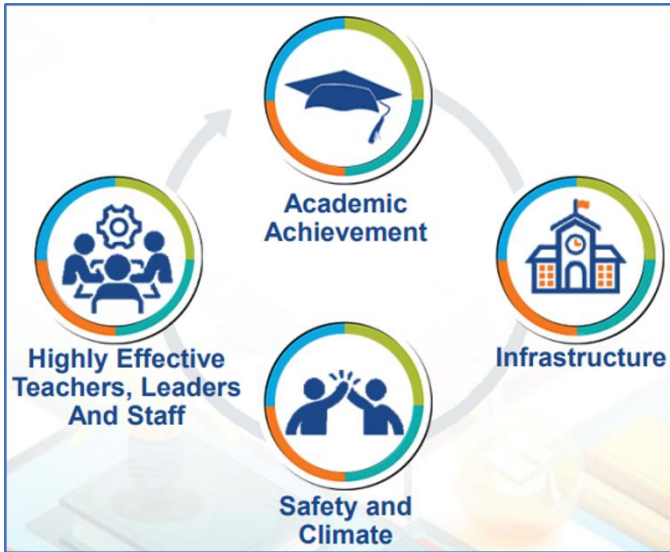 Academic
Achievement
Infrastructure
Highly Effective
Teachers, Leaders
And Staff
Safety and
Climate